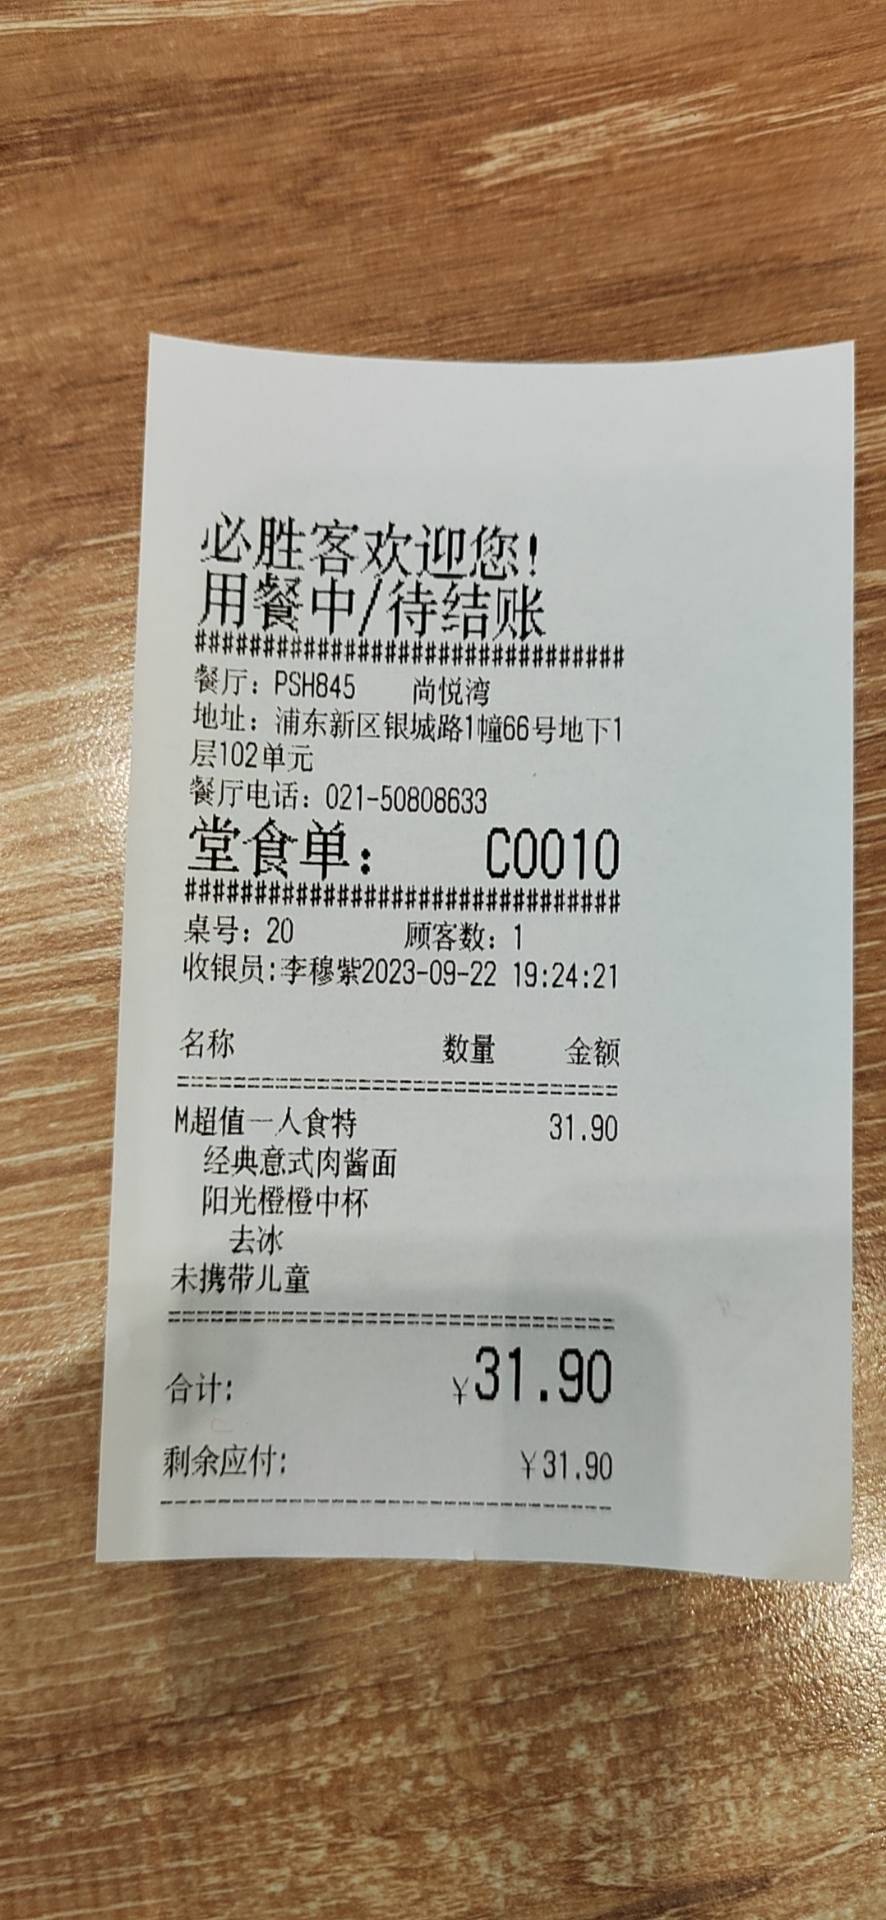 必胜客欢迎您!
用餐中/待结账
################################
餐厅: PSH845 尚悦湾
地址: 浦东新区银城路1幢66号地下1
层102单元
餐厅电话: 021-50808633
堂食单: C0010
################################
桌号: 20 顾客数: 1
收银员:李穆紫2023-09-22 19:24:21
名称 数量 金额
================================
M超值一人食特 31.90
经典意式肉酱面
阳光橙橙中杯
去冰
未携带儿童
================================
合计: ¥31.90
剩余应付: ¥31.90
--------------------------------